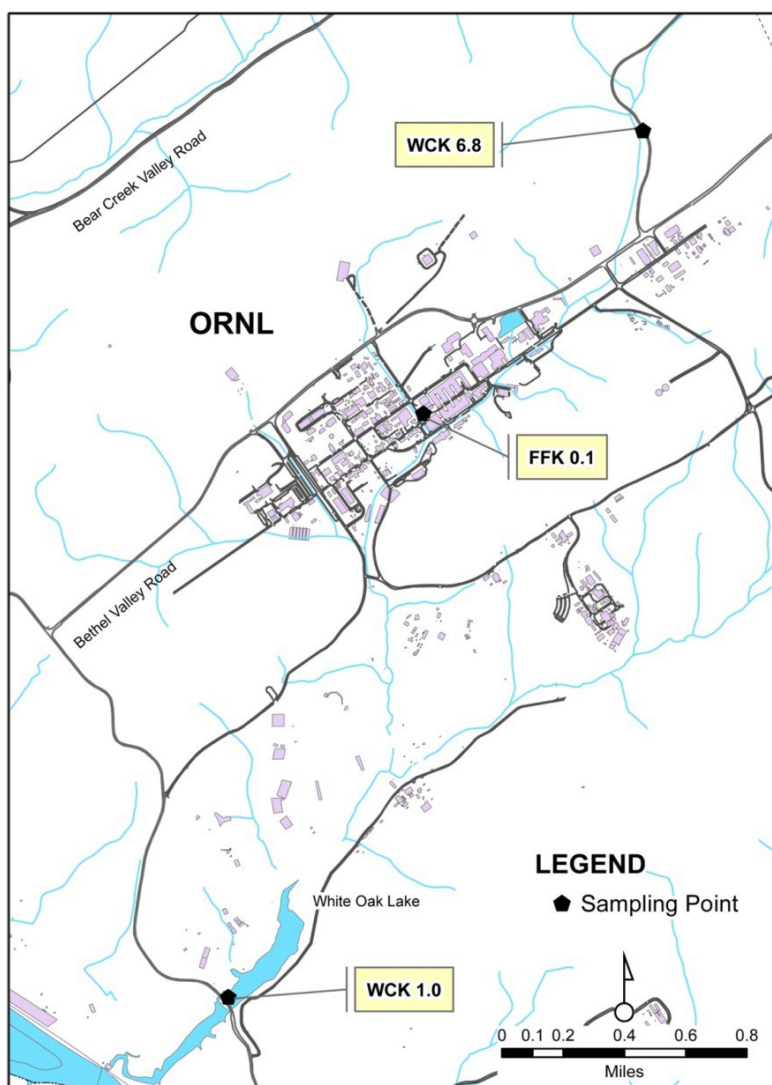 WCK 6.8
Bear Creek Valley Road
ORNL
FFK 0.1
Bethel Valley Road
White Oak Lake
LEGEND
Sampling Point
WCK 1.0
0 0.1 0.2 0.4 0.6 0.8
Miles